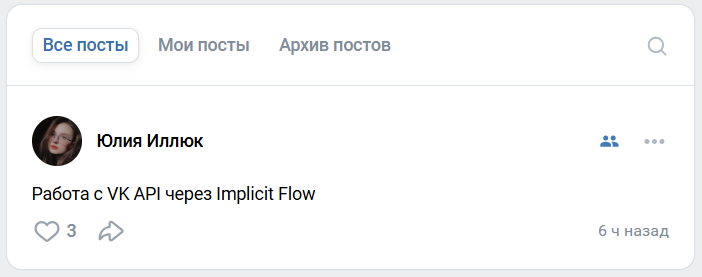 Все посты Мои посты Архив постов
Юлия Иллюк
Работа с VK API через Implicit Flow
3 6 ч назад